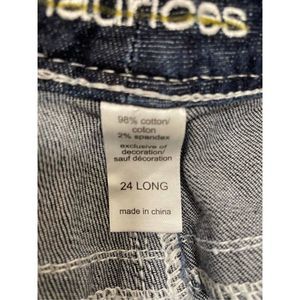 maurices
98% cotton/
coton
2% spandex
exclusive of
decoration/
sauf décoration
24 LONG
made in china